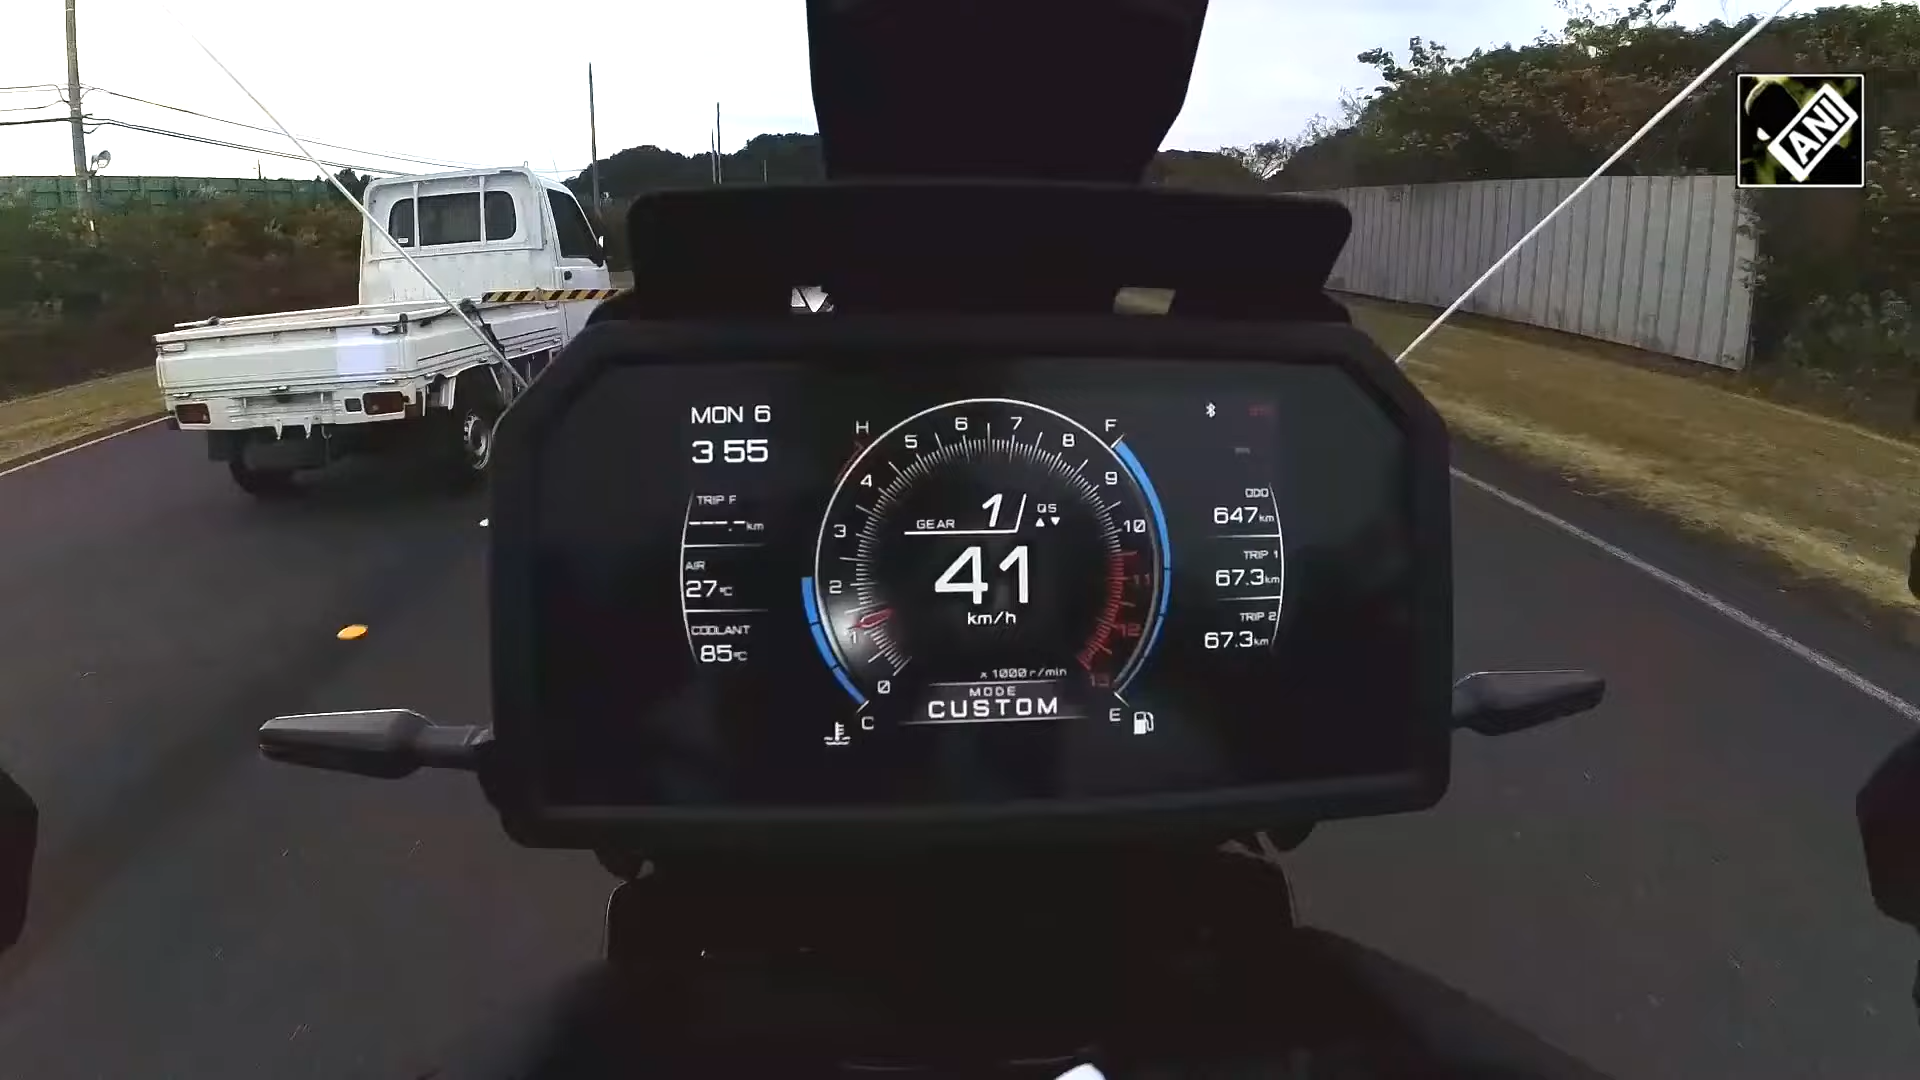 ANI
MON 6
3 55
TRIP F
---.-km
AIR
27°C
COOLANT
85°C
H
F
0
1
2
3
4
5
6
7
8
9
10
11
12
13
GEAR 1
QS
▲▼
41
km/h
x 1000 r/min
MODE
CUSTOM
C
E
ODO
647km
TRIP 1
67.3km
TRIP 2
67.3km